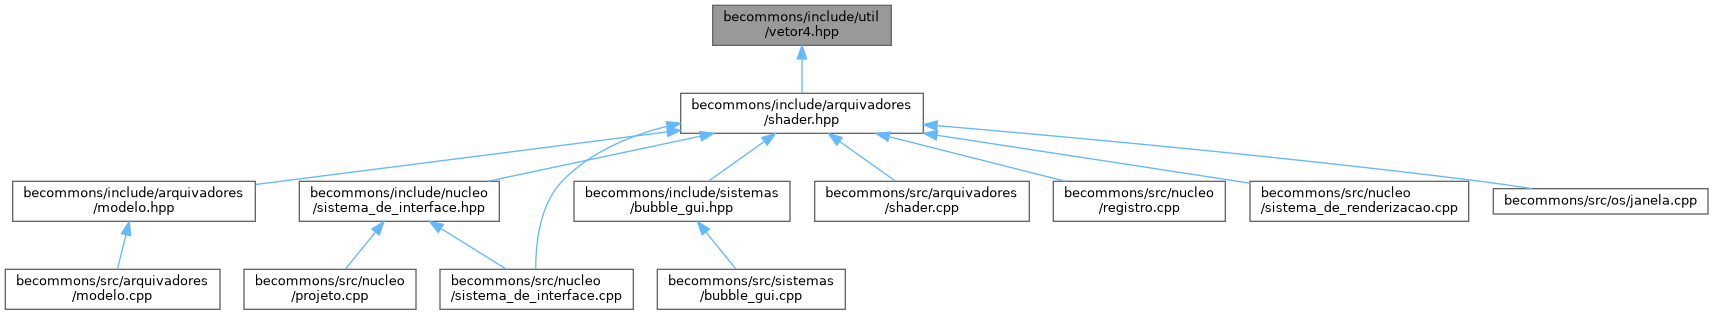 becommons/include/util
/vetor4.hpp
becommons/include/arquivadores
/shader.hpp
becommons/include/arquivadores
/modelo.hpp
becommons/include/nucleo
/sistema_de_interface.hpp
becommons/include/sistemas
/bubble_gui.hpp
becommons/src/arquivadores
/shader.cpp
becommons/src/nucleo
/registro.cpp
becommons/src/nucleo
/sistema_de_renderizacao.cpp
becommons/src/os/janela.cpp
becommons/src/arquivadores
/modelo.cpp
becommons/src/nucleo
/projeto.cpp
becommons/src/nucleo
/sistema_de_interface.cpp
becommons/src/sistemas
/bubble_gui.cpp